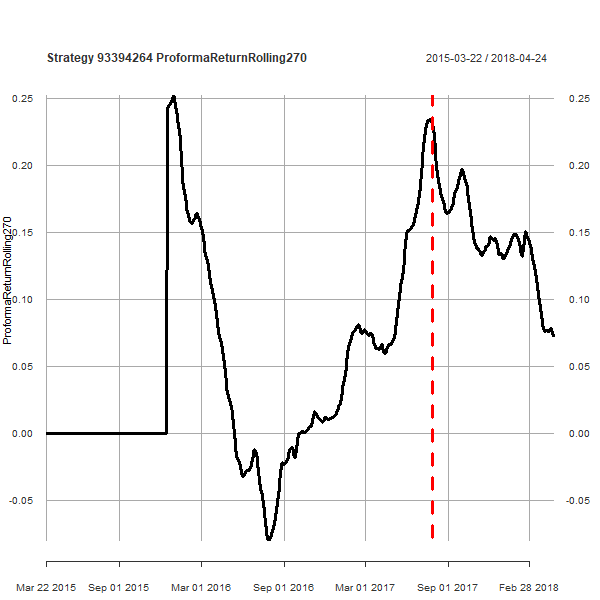 Strategy 93394264 ProformaReturnRolling270
2015-03-22 / 2018-04-24
ProformaReturnRolling270
0.25
0.20
0.15
0.10
0.05
0.00
-0.05
0.25
0.20
0.15
0.10
0.05
0.00
-0.05
Mar 22 2015
Sep 01 2015
Mar 01 2016
Sep 01 2016
Mar 01 2017
Sep 01 2017
Feb 28 2018